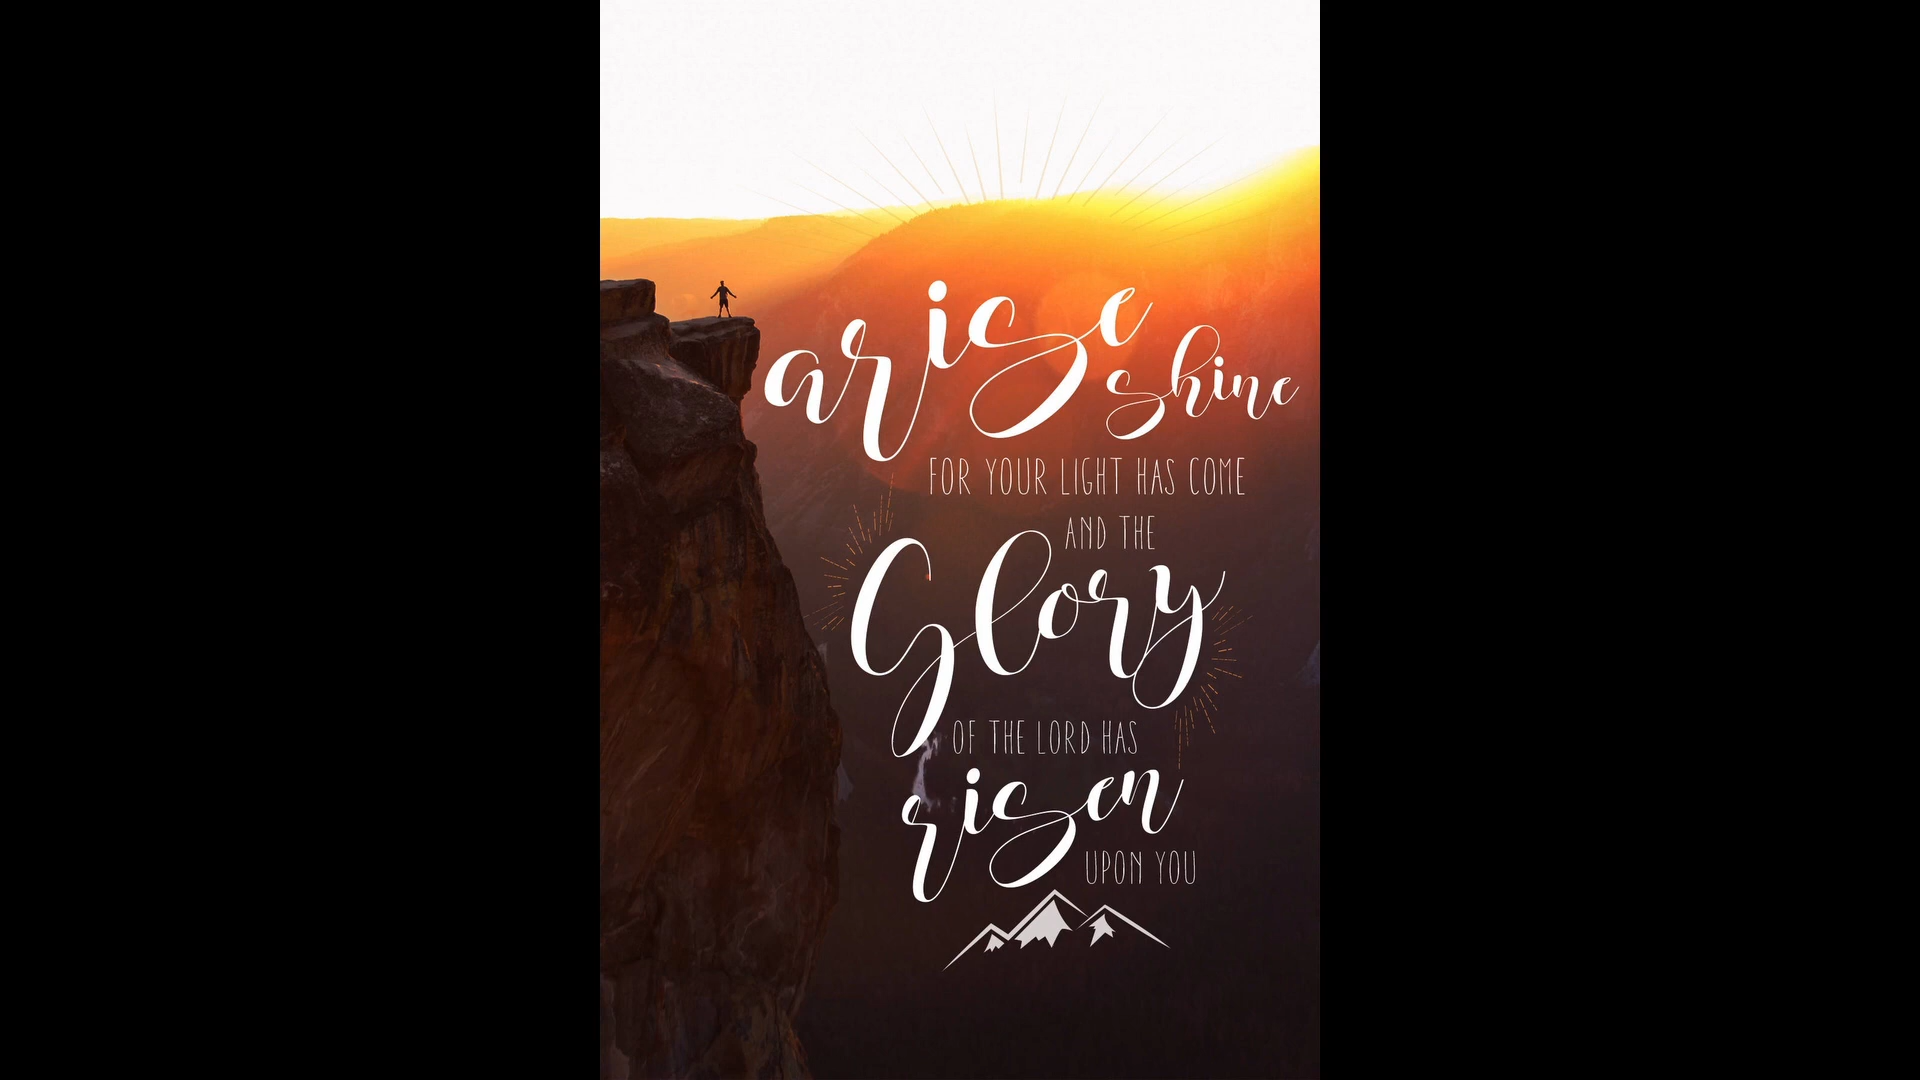 arise
shine
FOR YOUR LIGHT HAS COME
AND THE
Glory
OF THE LORD HAS
risen
UPON YOU